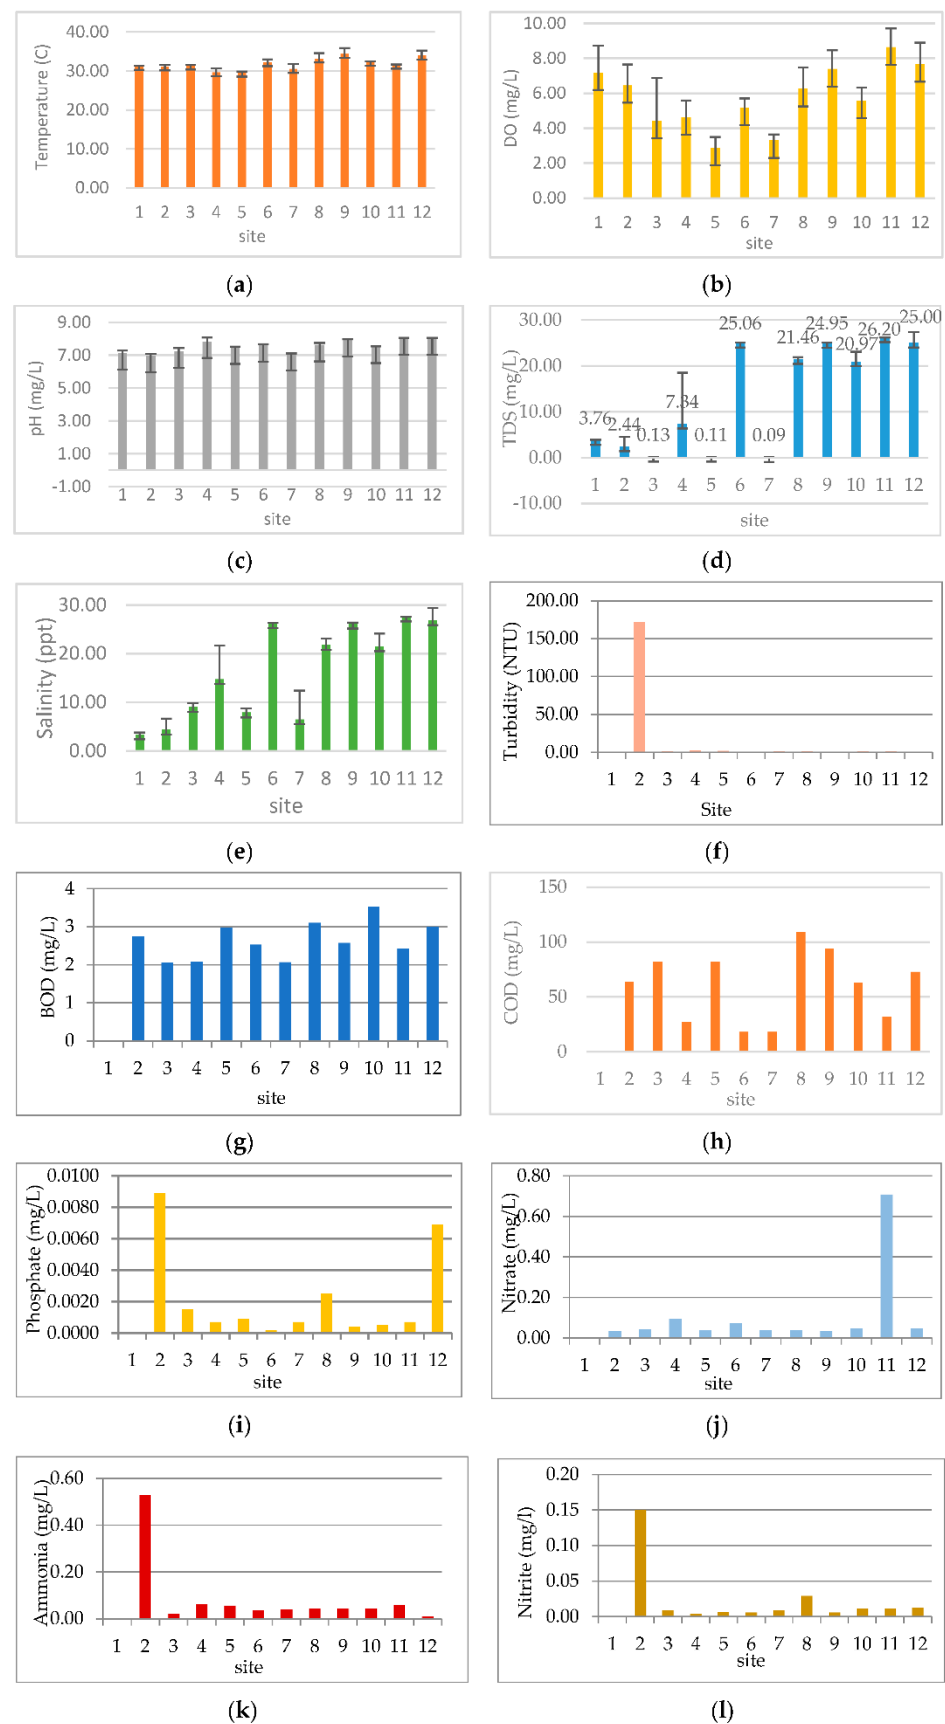 40.00
30.00
20.00
10.00
0.00
Temperature (C)
1 2 3 4 5 6 7 8 9 10 11 12
site
(a)
10.00
8.00
6.00
4.00
2.00
0.00
DO (mg/L)
1 2 3 4 5 6 7 8 9 10 11 12
site
(b)
9.00
7.00
5.00
3.00
1.00
-1.00
pH (mg/L)
1 2 3 4 5 6 7 8 9 10 11 12
site
(c)
30.00
20.00
10.00
0.00
-10.00
TDS (mg/L)
3.76 2.44 0.13 7.34 0.11 25.06 0.09 21.46 24.95 20.97 26.20 25.00
1 2 3 4 5 6 7 8 9 10 11 12
site
(d)
30.00
20.00
10.00
0.00
Salinity (ppt)
1 2 3 4 5 6 7 8 9 10 11 12
site
(e)
200.00
150.00
100.00
50.00
0.00
Turbidity (NTU)
1 2 3 4 5 6 7 8 9 10 11 12
Site
(f)
4
3
2
1
0
BOD (mg/L)
1 2 3 4 5 6 7 8 9 10 11 12
site
(g)
150
100
50
0
COD (mg/L)
1 2 3 4 5 6 7 8 9 10 11 12
site
(h)
0.0100
0.0080
0.0060
0.0040
0.0020
0.0000
Phosphate (mg/L)
1 2 3 4 5 6 7 8 9 10 11 12
site
(i)
0.80
0.60
0.40
0.20
0.00
Nitrate (mg/L)
1 2 3 4 5 6 7 8 9 10 11 12
site
(j)
0.60
0.40
0.20
0.00
Ammonia (mg/L)
1 2 3 4 5 6 7 8 9 10 11 12
site
(k)
0.20
0.15
0.10
0.05
0.00
Nitrite (mg/l)
1 2 3 4 5 6 7 8 9 10 11 12
site
(l)